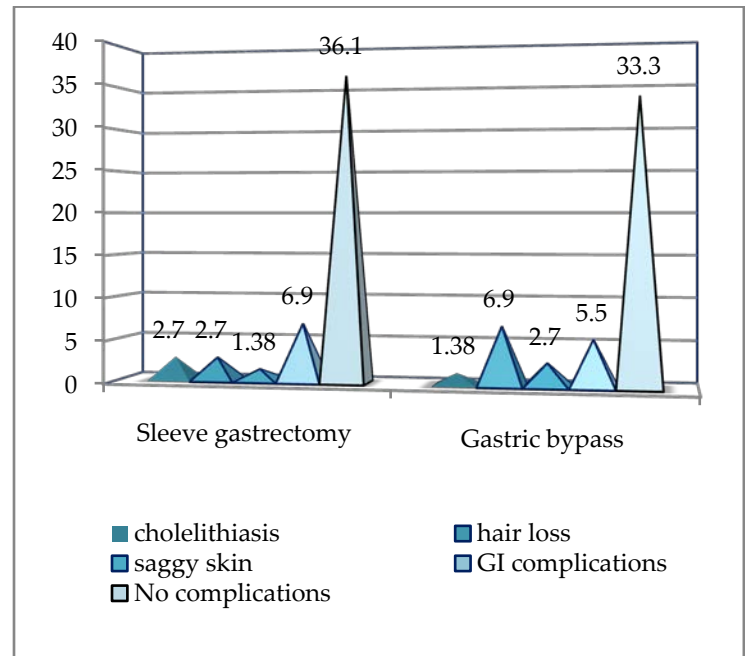 40
35
30
25
20
15
10
5
0
36.1
33.3
2.7 2.7 1.38 6.9
1.38 6.9 2.7 5.5
Sleeve gastrectomy Gastric bypass
cholelithiasis hair loss
saggy skin GI complications
No complications